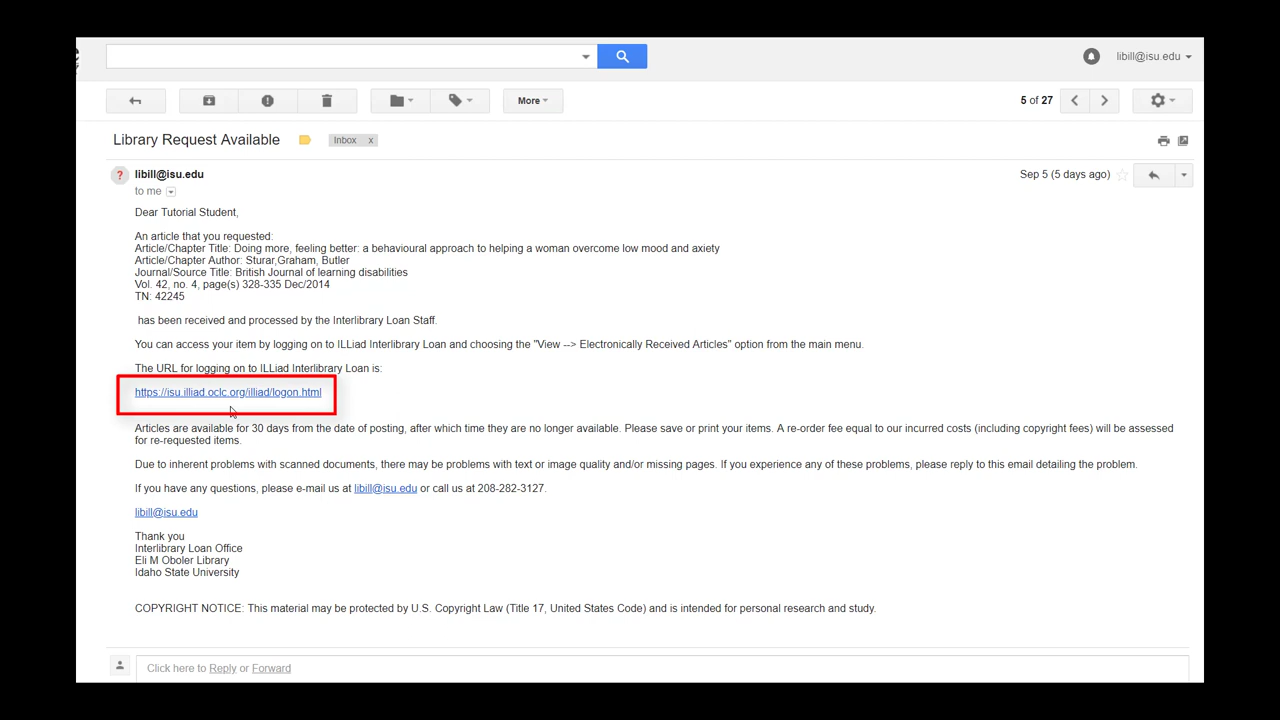 libill@isu.edu
More
5 of 27
Library Request Available
Inbox x
libill@isu.edu
Sep 5 (5 days ago)
to me
Dear Tutorial Student,
An article that you requested:
Article/Chapter Title: Doing more, feeling better: a behavioural approach to helping a woman overcome low mood and axiety
Article/Chapter Author: Sturar,Graham, Butler
Journal/Source Title: British Journal of learning disabilities
Vol. 42, no. 4, page(s) 328-335 Dec/2014
TN: 42245
has been received and processed by the Interlibrary Loan Staff.
You can access your item by logging on to ILLiad Interlibrary Loan and choosing the "View --> Electronically Received Articles" option from the main menu.
The URL for logging on to ILLiad Interlibrary Loan is:
https://isu.illiad.oclc.org/illiad/logon.html
Articles are available for 30 days from the date of posting, after which time they are no longer available. Please save or print your items. A re-order fee equal to our incurred costs (including copyright fees) will be assessed
for re-requested items.
Due to inherent problems with scanned documents, there may be problems with text or image quality and/or missing pages. If you experience any of these problems, please reply to this email detailing the problem.
If you have any questions, please e-mail us at libill@isu.edu or call us at 208-282-3127.
libill@isu.edu
Thank you
Interlibrary Loan Office
Eli M Oboler Library
Idaho State University
COPYRIGHT NOTICE: This material may be protected by U.S. Copyright Law (Title 17, United States Code) and is intended for personal research and study.
Click here to Reply or Forward